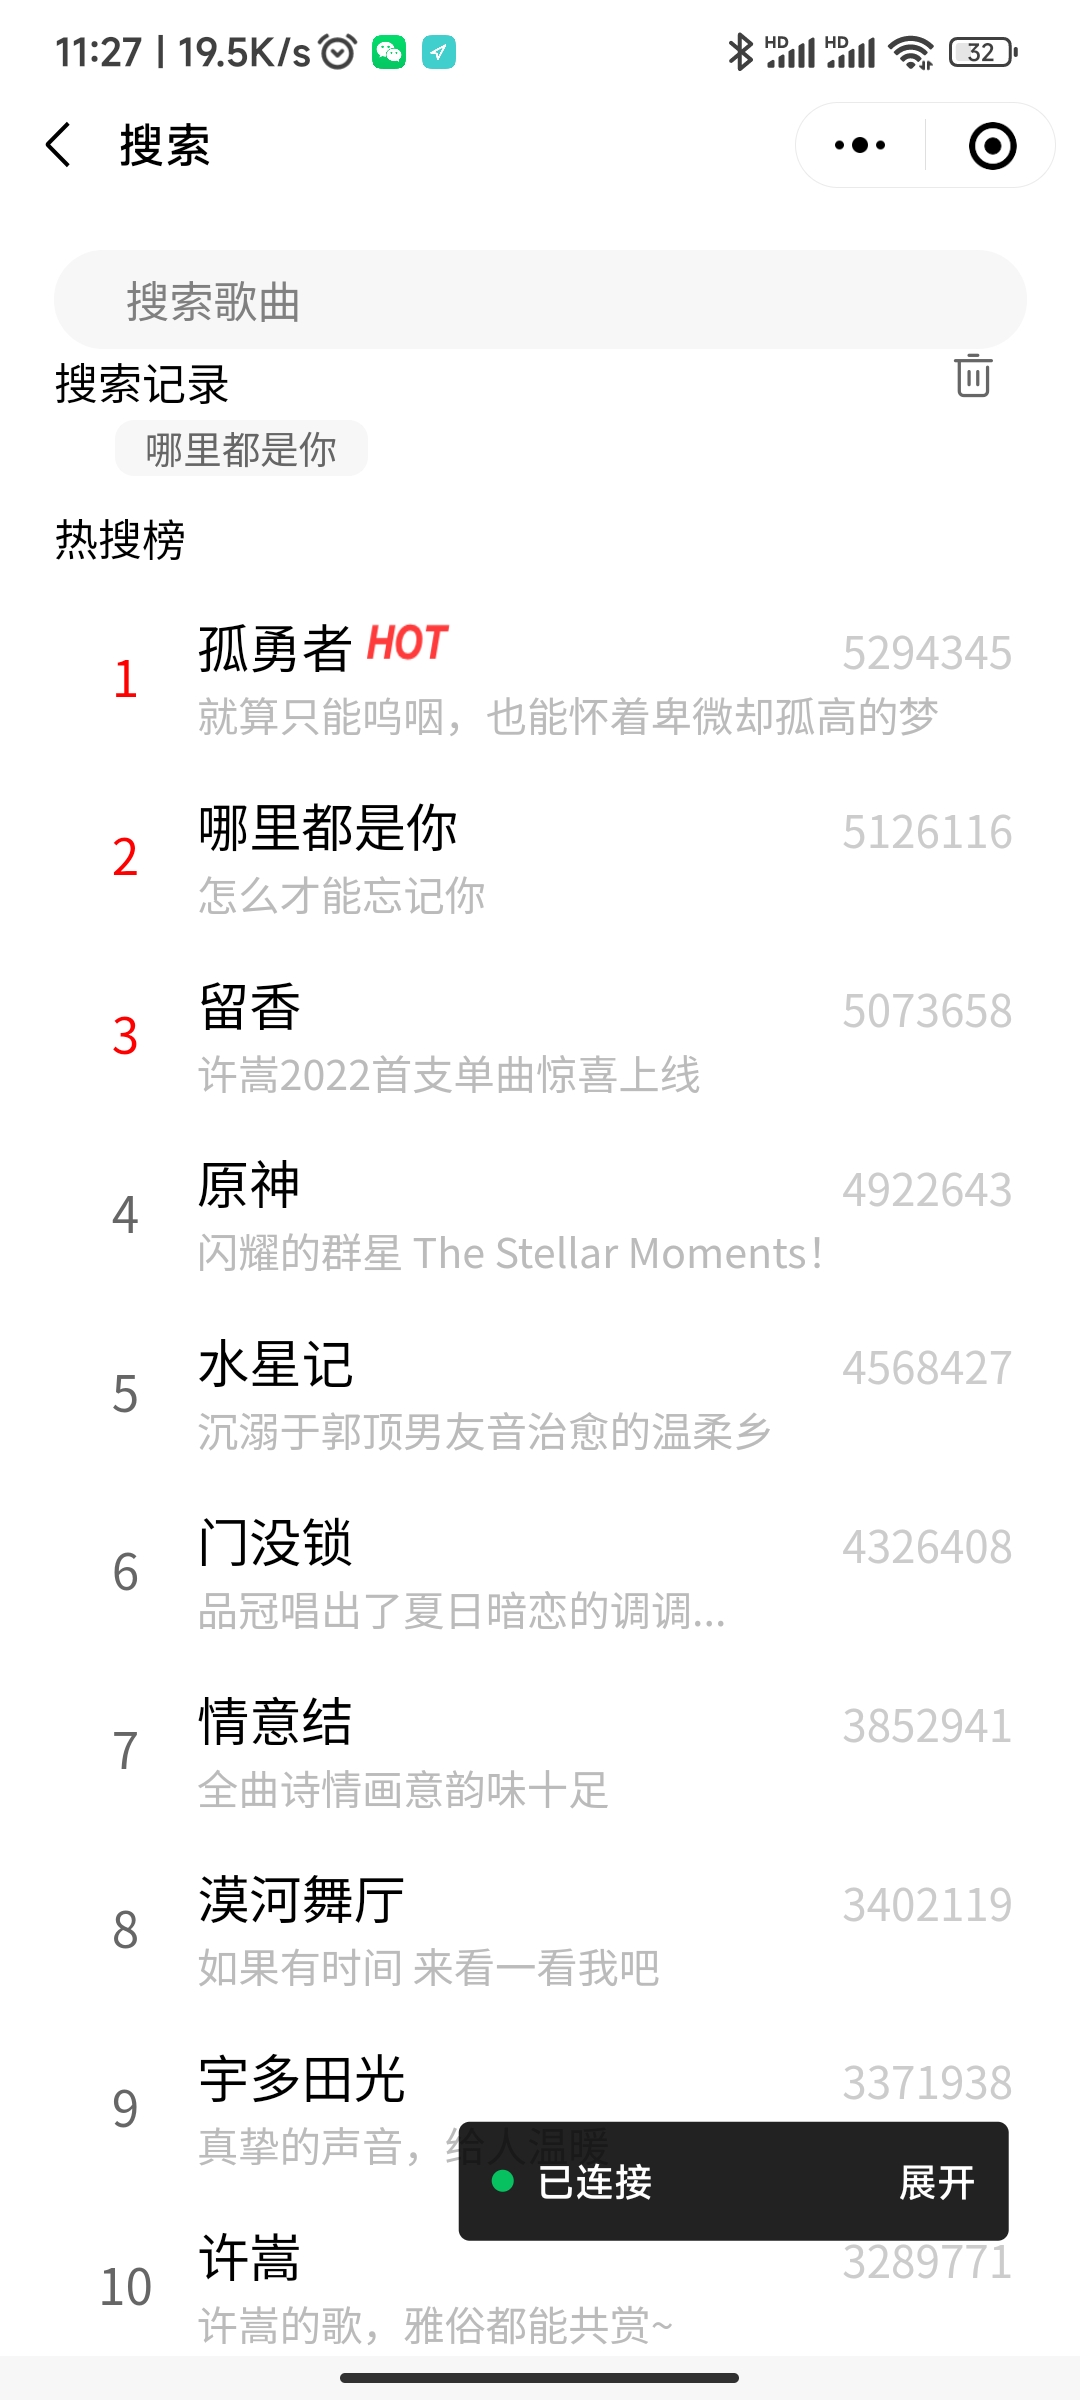 11:27 | 19.5K/s HD HD 32
搜索
搜索歌曲
搜索记录
哪里都是你
热搜榜
1 孤勇者 HOT 5294345
就算只能呜咽，也能怀着卑微却孤高的梦
2 哪里都是你 5126116
怎么才能忘记你
3 留香 5073658
许嵩2022首支单曲惊喜上线
4 原神 4922643
闪耀的群星 The Stellar Moments！
5 水星记 4568427
沉溺于郭顶男友音治愈的温柔乡
6 门没锁 4326408
品冠唱出了夏日暗恋的调调...
7 情意结 3852941
全曲诗情画意韵味十足
8 漠河舞厅 3402119
如果有时间 来看一看我吧
9 宇多田光 3371938
真挚的声音，给人温暖
已连接 展开
10 许嵩 3289771
许嵩的歌，雅俗都能共赏~